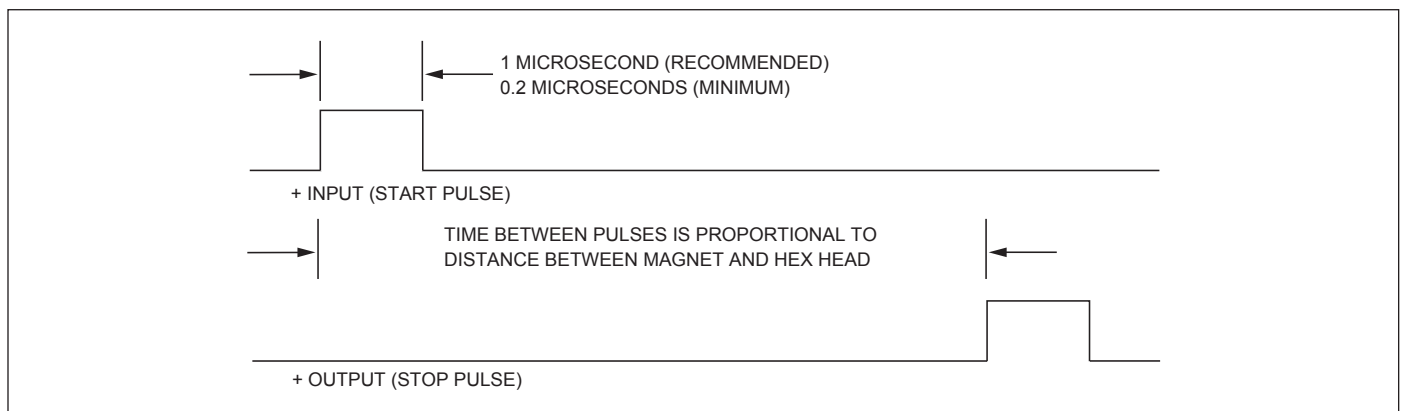 1 MICROSECOND (RECOMMENDED)
0.2 MICROSECONDS (MINIMUM)
+ INPUT (START PULSE)
TIME BETWEEN PULSES IS PROPORTIONAL TO
DISTANCE BETWEEN MAGNET AND HEX HEAD
+ OUTPUT (STOP PULSE)